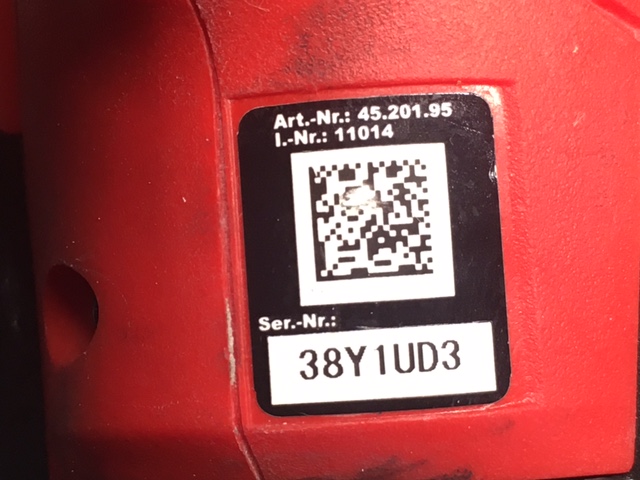 Art.-Nr.: 45.201.95
I.-Nr.: 11014
Ser.-Nr.:
38Y1UD3